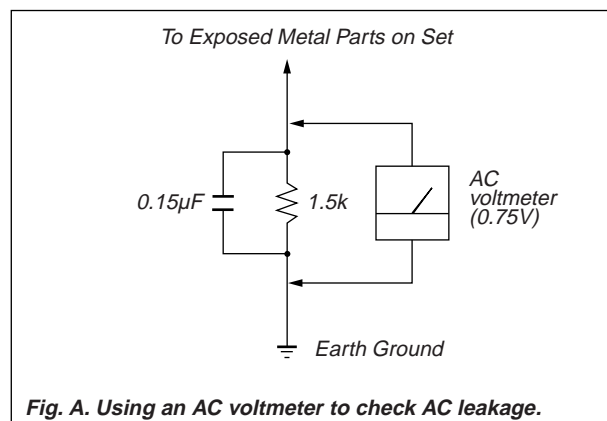 To Exposed Metal Parts on Set
0.15µF
1.5k
AC
voltmeter
(0.75V)
Earth Ground
Fig. A. Using an AC voltmeter to check AC leakage.